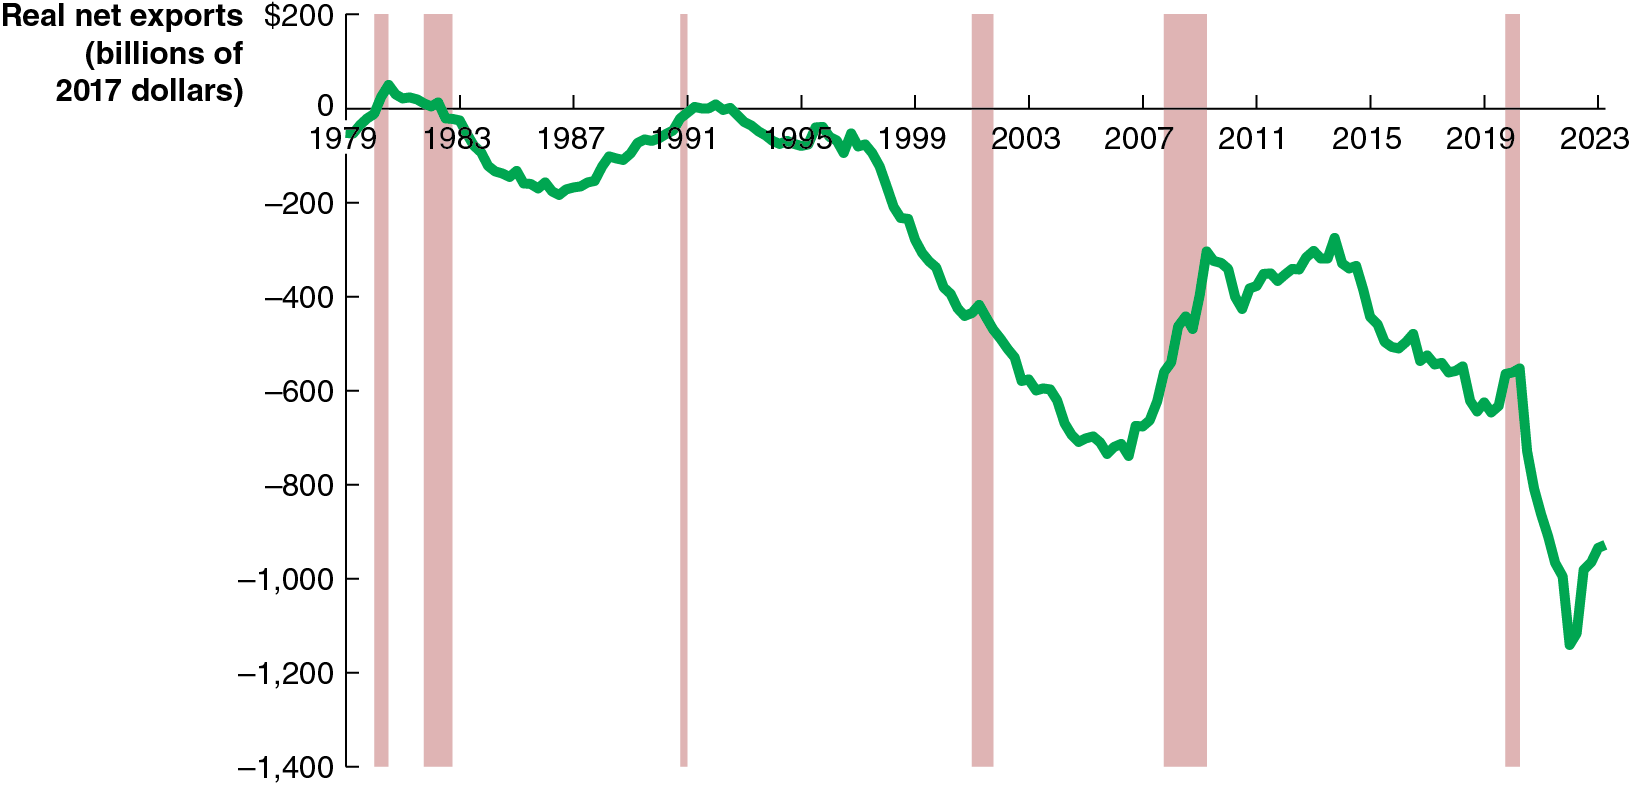 Real net exports
(billions of
2017 dollars)
$200
0
1979 1983 1987 1991 1995 1999 2003 2007 2011 2015 2019 2023
–200
–400
–600
–800
–1,000
–1,200
–1,400